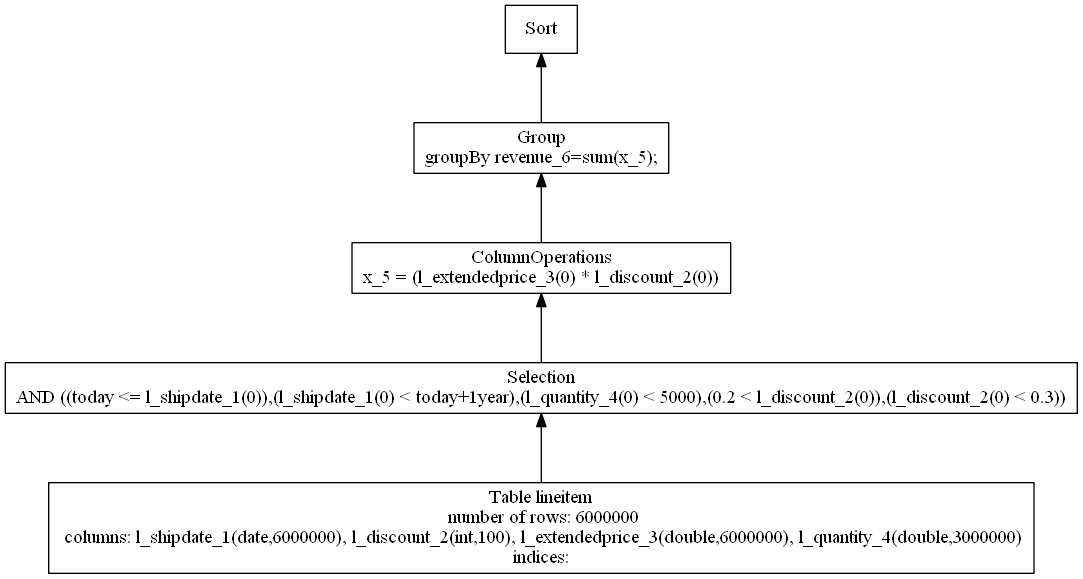 Sort
Group
groupBy revenue_6=sum(x_5);
ColumnOperations
x_5 = (l_extendedprice_3(0) * l_discount_2(0))
Selection
AND ((today <= l_shipdate_1(0)),(l_shipdate_1(0) < today+1year),(l_quantity_4(0) < 5000),(0.2 < l_discount_2(0)),(l_discount_2(0) < 0.3))
Table lineitem
number of rows: 6000000
columns: l_shipdate_1(date,6000000), l_discount_2(int,100), l_extendedprice_3(double,6000000), l_quantity_4(double,3000000)
indices: